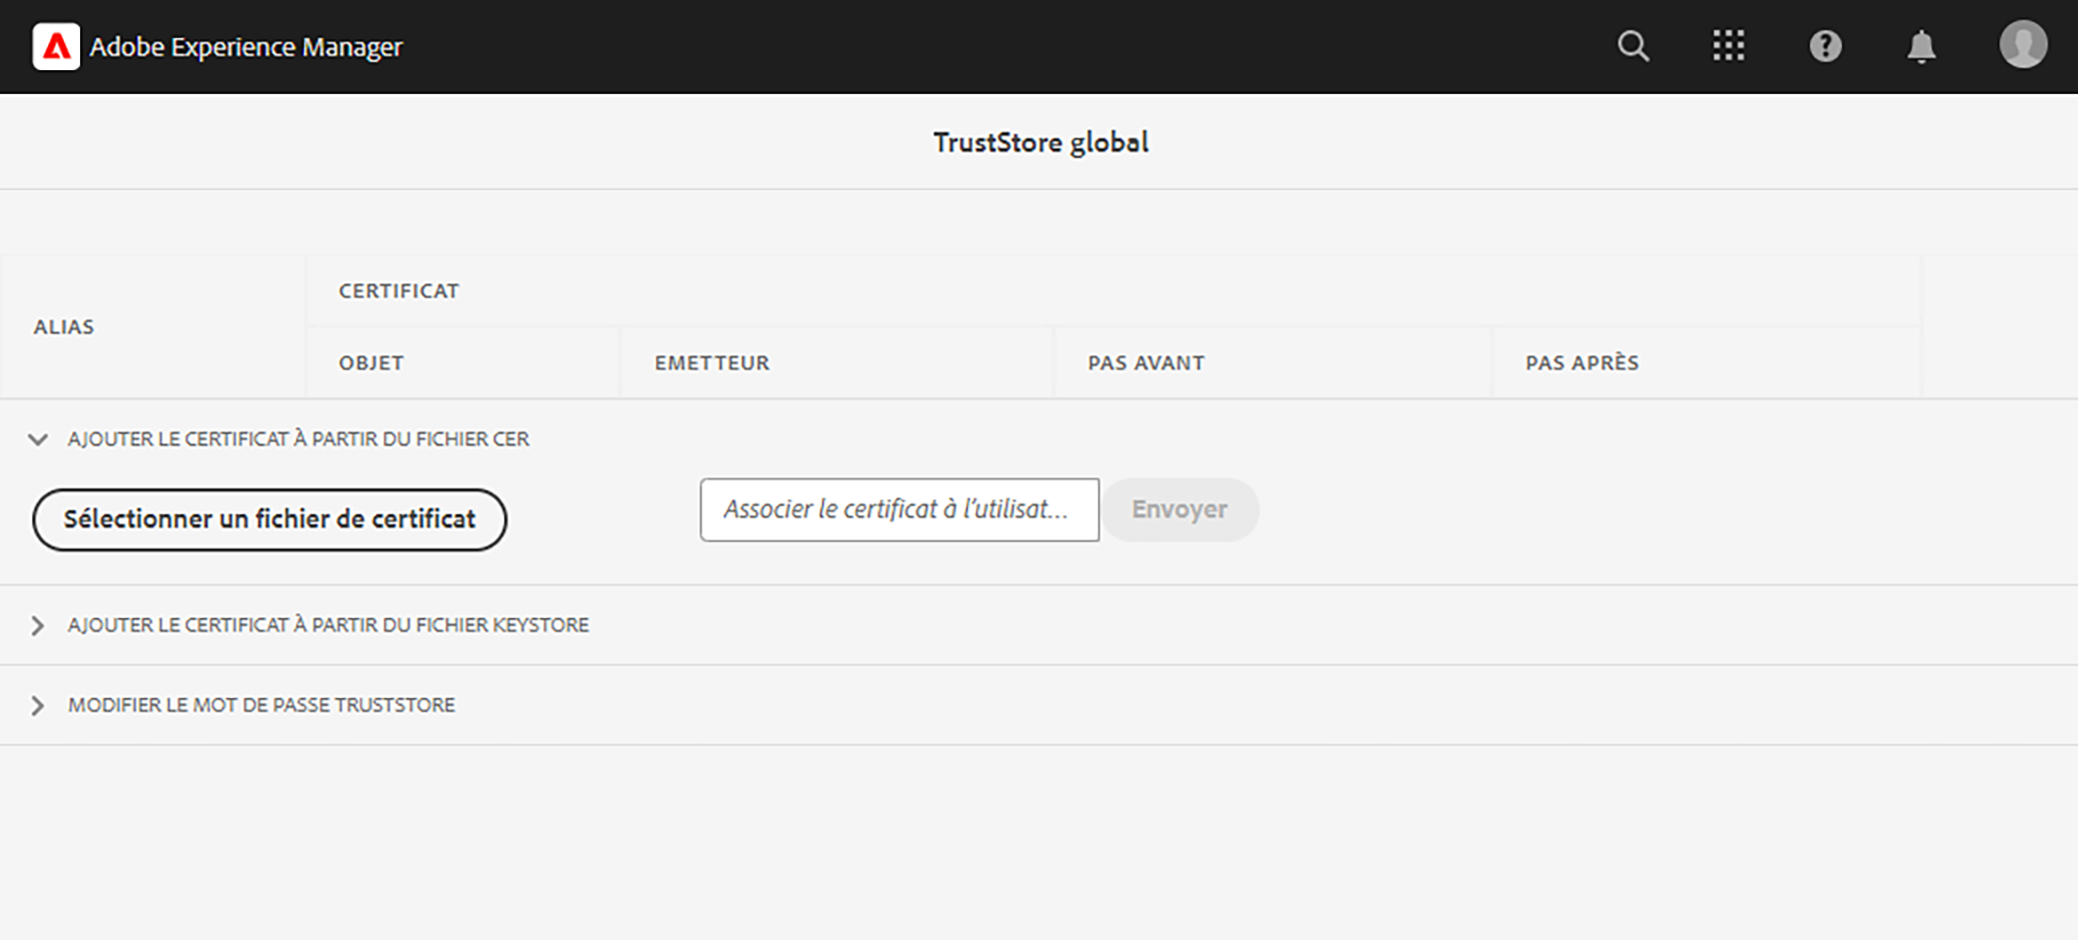 Adobe Experience Manager
TrustStore global
ALIAS
CERTIFICAT
OBJET
EMETTEUR
PAS AVANT
PAS APRÈS
AJOUTER LE CERTIFICAT À PARTIR DU FICHIER CER
Sélectionner un fichier de certificat
Associer le certificat à l'utilisat...
Envoyer
AJOUTER LE CERTIFICAT À PARTIR DU FICHIER KEYSTORE
MODIFIER LE MOT DE PASSE TRUSTSTORE